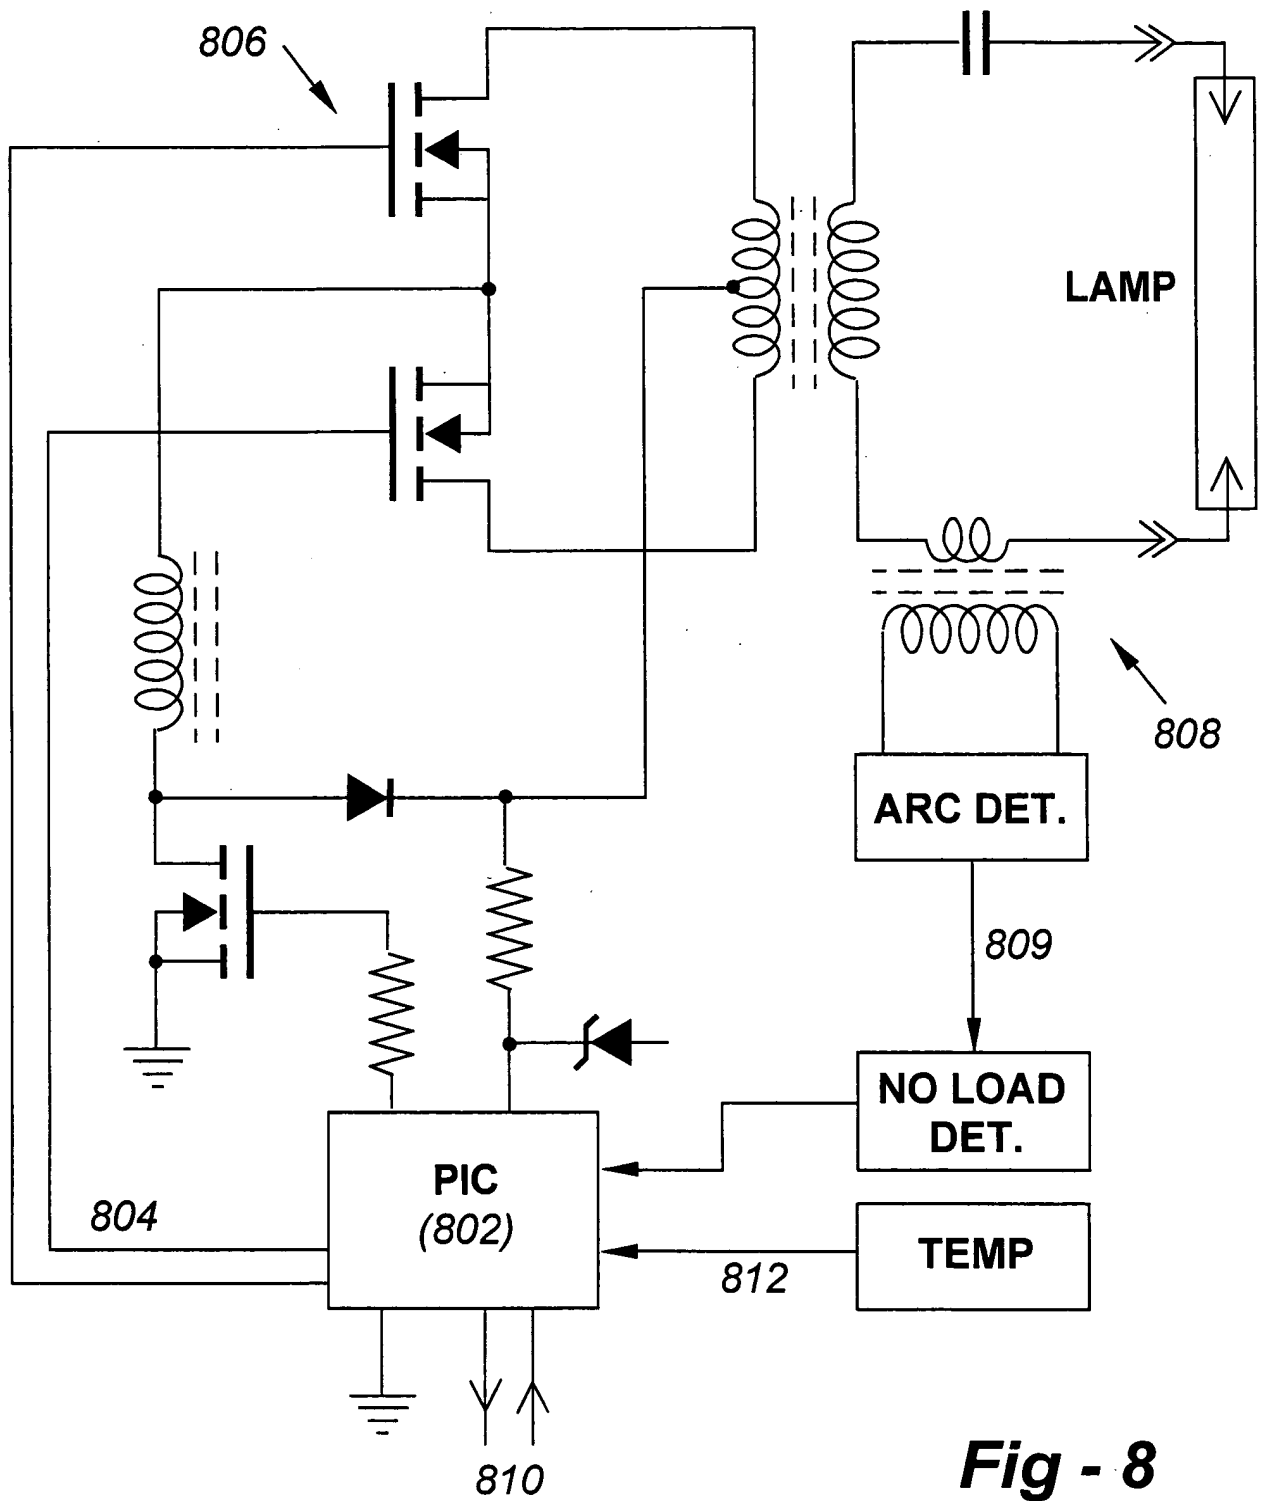 806
LAMP
808
ARC DET.
809
NO LOAD
DET.
PIC
(802)
804
TEMP
812
810
Fig - 8